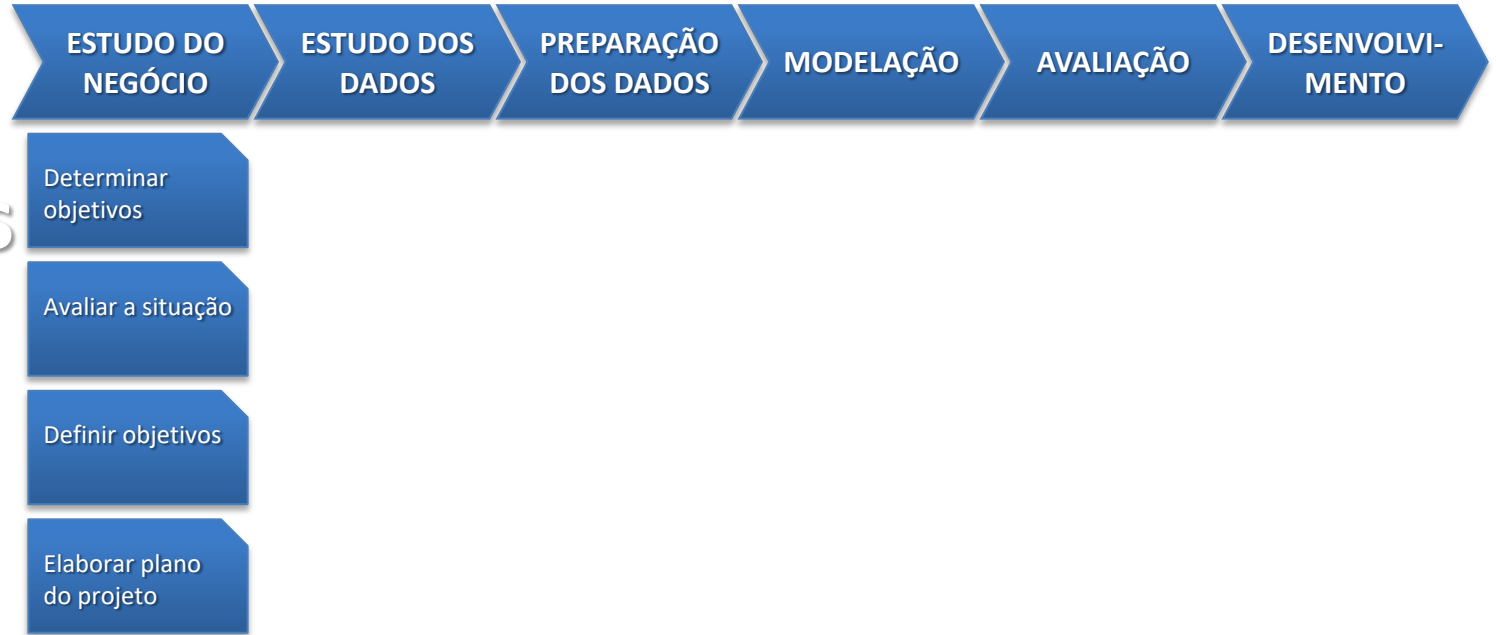 ESTUDO DO
NEGÓCIO
ESTUDO DOS
DADOS
PREPARAÇÃO
DOS DADOS
MODELAÇÃO
AVALIAÇÃO
DESENVOLVI-
MENTO
Determinar
objetivos
s
Avaliar a situação
Definir objetivos
Elaborar plano
do projeto